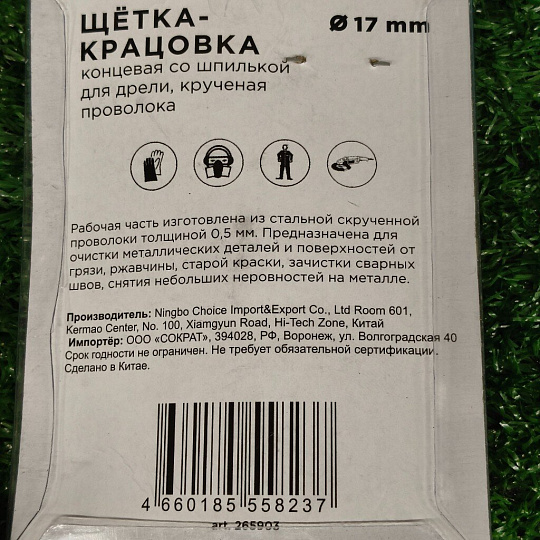 ЩЁТКА-
КРАЦОВКА
Ø 17 mm
концевая со шпилькой
для дрели, крученая
проволока
Рабочая часть изготовлена из стальной скрученной
проволоки толщиной 0,5 мм. Предназначена для
очистки металлических деталей и поверхностей от
грязи, ржавчины, старой краски, зачистки сварных
швов, снятия небольших неровностей на металле.
Производитель: Ningbo Choice Import&Export Co., Ltd Room 601,
Kermao Center, No. 100, Xiamgyun Road, Hi-Tech Zone, Китай
Импортёр: ООО «СОКРАТ», 394028, РФ, Воронеж, ул. Волгоградская 40
Срок годности не ограничен. Не требует обязательной сертификации.
Сделано в Китае.
4 660185 558237
art. 265903